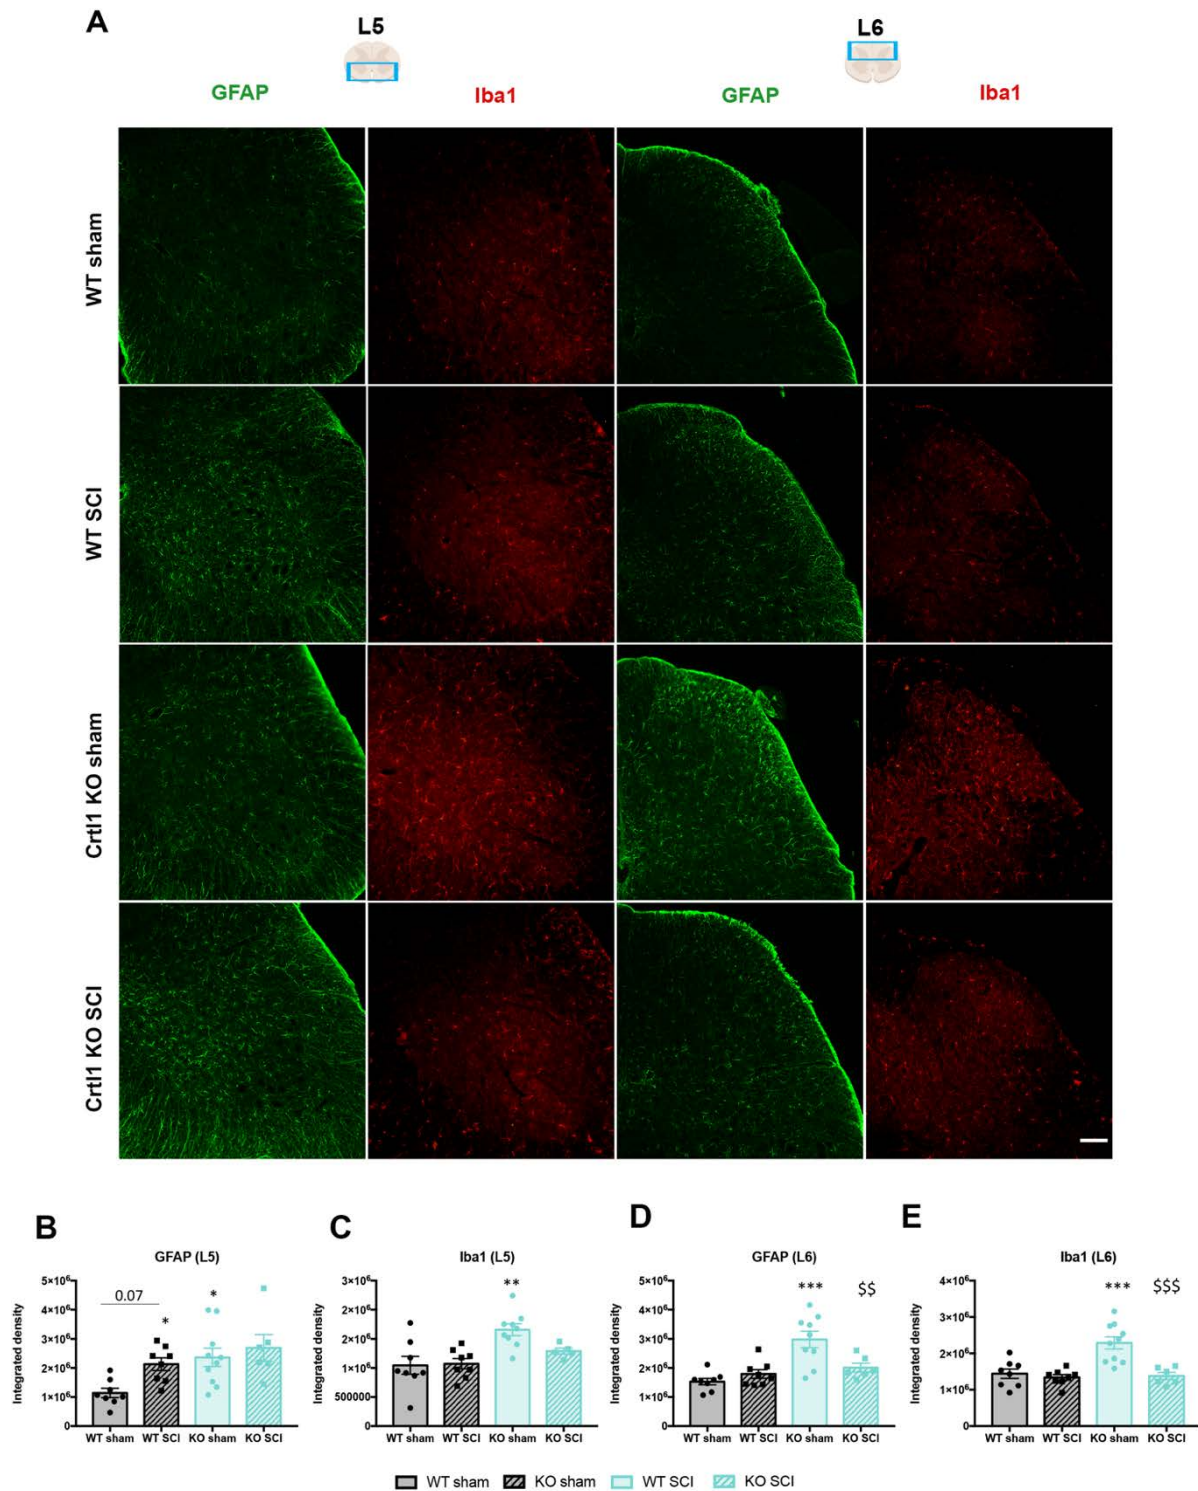 A
L5
L6
GFAP
Iba1
GFAP
Iba1
WT sham
WT SCI
Crtl1 KO sham
Crtl1 KO SCI
B
GFAP (L5)
Integrated density
5×10⁶
4×10⁶
3×10⁶
2×10⁶
1×10⁶
0
0.07
*
*
WT sham WT SCI KO sham KO SCI
C
Iba1 (L5)
Integrated density
3×10⁶
2×10⁶
2×10⁶
1×10⁶
500000
0
**
WT sham WT SCI KO sham KO SCI
D
GFAP (L6)
Integrated density
5×10⁶
4×10⁶
3×10⁶
2×10⁶
1×10⁶
0
***
$$
WT sham WT SCI KO sham KO SCI
E
Iba1 (L6)
Integrated density
4×10⁶
3×10⁶
2×10⁶
1×10⁶
0
***
$$$
WT sham WT SCI KO sham KO SCI
WT sham KO sham WT SCI KO SCI